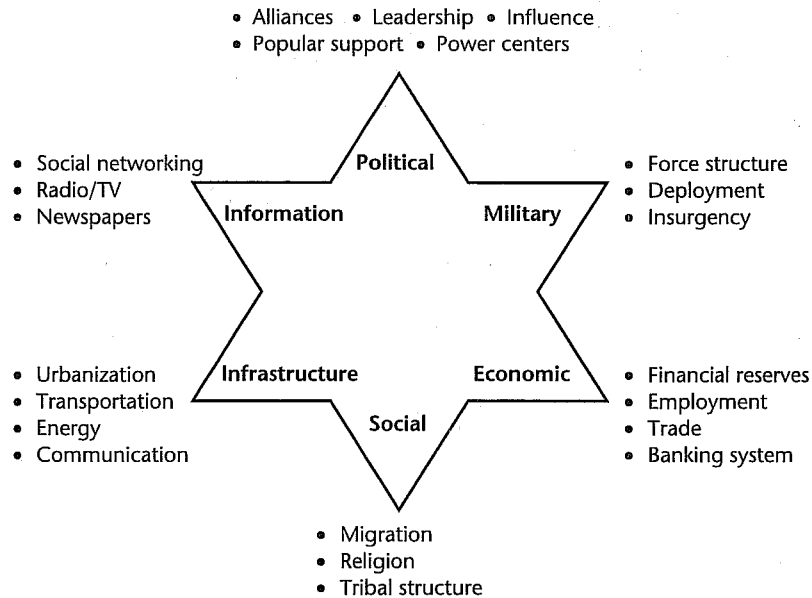 • Alliances • Leadership • Influence
• Popular support • Power centers
Political
• Social networking
• Radio/TV
• Newspapers
Information
Military
• Force structure
• Deployment
• Insurgency
• Urbanization
• Transportation
• Energy
• Communication
Infrastructure
Economic
• Financial reserves
• Employment
• Trade
• Banking system
Social
• Migration
• Religion
• Tribal structure